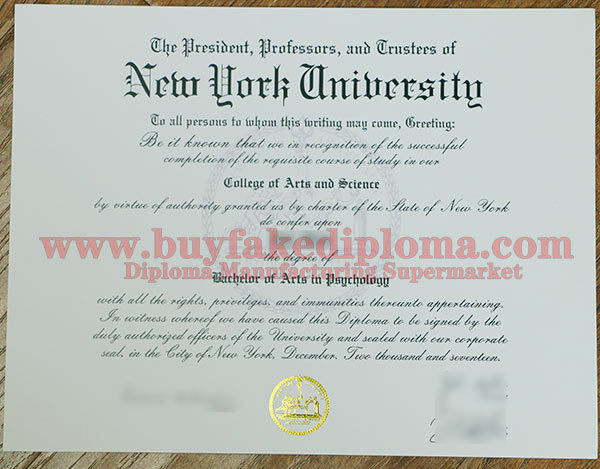 The President, Professors, and Trustees of
New York University
To all persons to whom this writing may come, Greeting:
Be it known that we in recognition of the successful
completion of the requisite course of study in our
College of Arts and Science
by virtue of authority granted us by charter of the State of New York
do confer upon
www.buyfakediploma.com
the degree of
Diploma Manufacturing Supermarket
Bachelor of Arts in Psychology
with all the rights, privileges, and immunities thereunto appertaining.
In witness whereof we have caused this Diploma to be signed by the
duly authorized officers of the University and sealed with our corporate
seal, in the City of New York, December, Two thousand and seventeen.